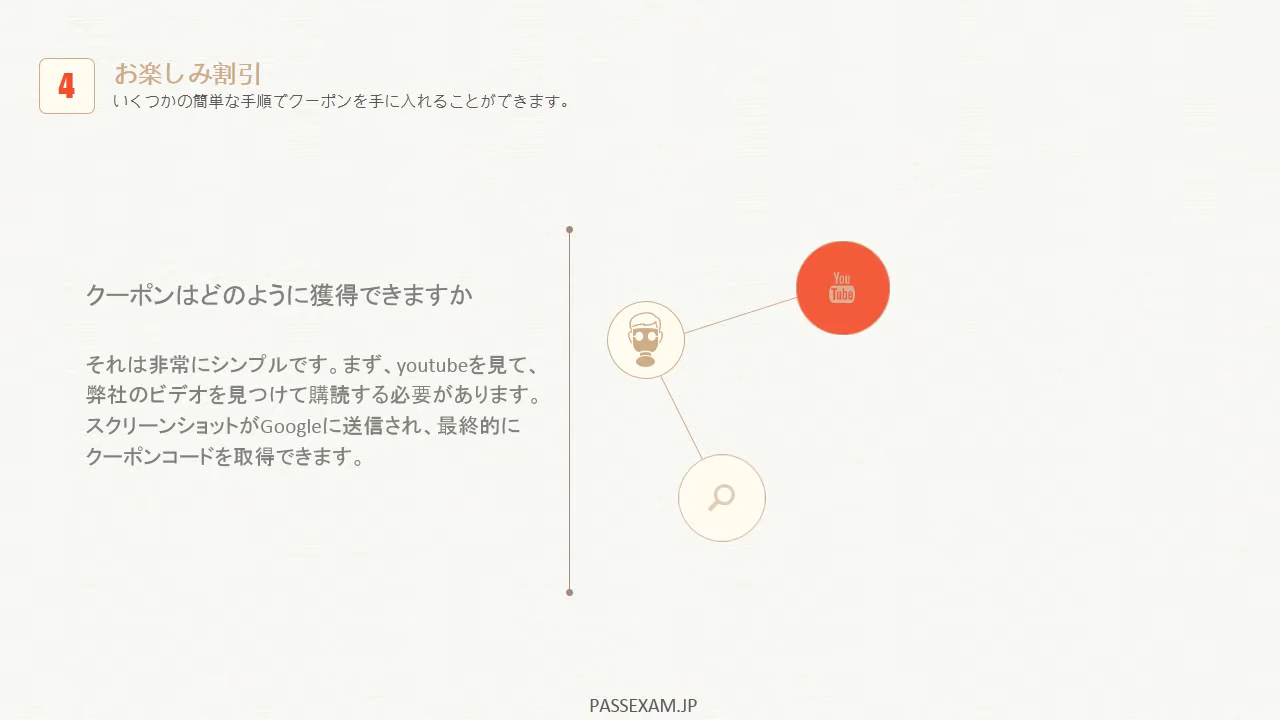 4
お楽しみ割引
いくつかの簡単な手順でクーポンを手に入れることができます。
クーポンはどのように獲得できますか
それは非常にシンプルです。まず、youtubeを見て、
弊社のビデオを見つけて購読する必要があります。
スクリーンショットがGoogleに送信され、最終的に
クーポンコードを取得できます。
You
Tube
PASSEXAM.JP